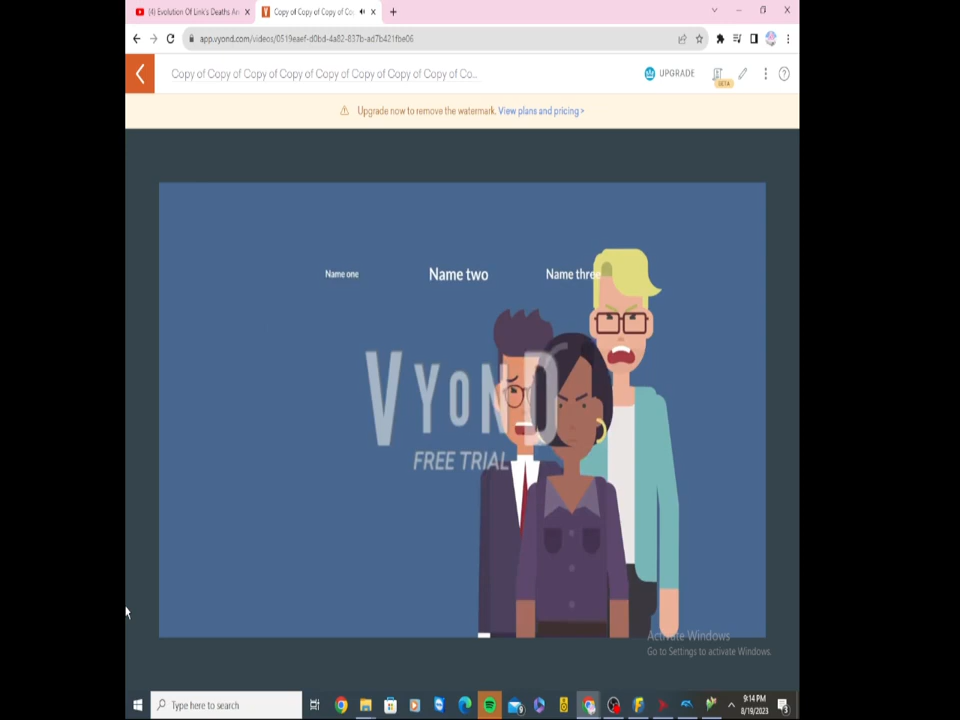 (4) Evolution Of Link's Deaths An
Copy of Copy of Copy of Co
app.vyond.com/videos/0519eaef-d0bd-4a82-837b-ad7b421fbe06
Copy of Copy of Copy of Copy of Copy of Copy of Copy of Copy of Co...
UPGRADE
BETA
Upgrade now to remove the watermark. View plans and pricing >
Name one
Name two
Name three
VYOND
FREE TRIAL
Activate Windows
Go to Settings to activate Windows.
Type here to search
9:14 PM
8/19/2023